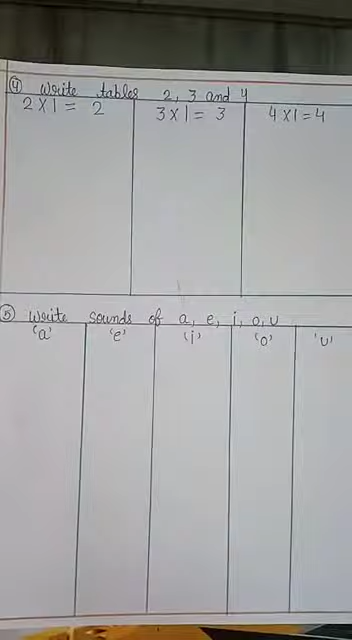 ④ Write tables 2, 3 and 4
2 x 1 = 2 3 x 1 = 3 4 x 1 = 4
⑤ Write sounds of a, e, i, o, u
'a' 'e' 'i' 'o' 'u'